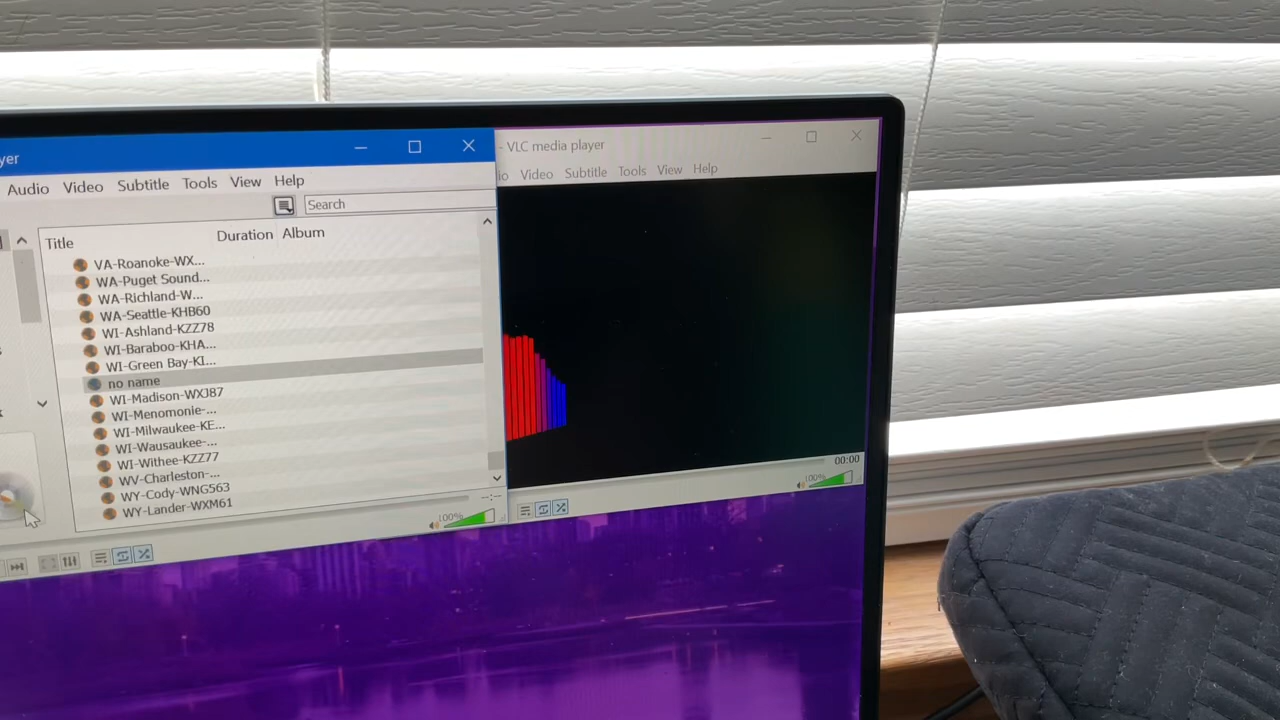 yer
Audio Video Subtitle Tools View Help
Search
Title Duration Album
VA-Roanoke-WX...
WA-Puget Sound...
WA-Richland-W...
WA-Seattle-KHB60
WI-Ashland-KZZ78
WI-Baraboo-KHA...
WI-Green Bay-KI...
no name
WI-Madison-WXJ87
WI-Menomonie-...
WI-Milwaukee-KE...
WI-Wausaukee-...
WI-Withee-KZZ77
WV-Charleston-...
WY-Cody-WNG563
WY-Lander-WXM61
--:--
100%
- VLC media player
io Video Subtitle Tools View Help
00:00
100%